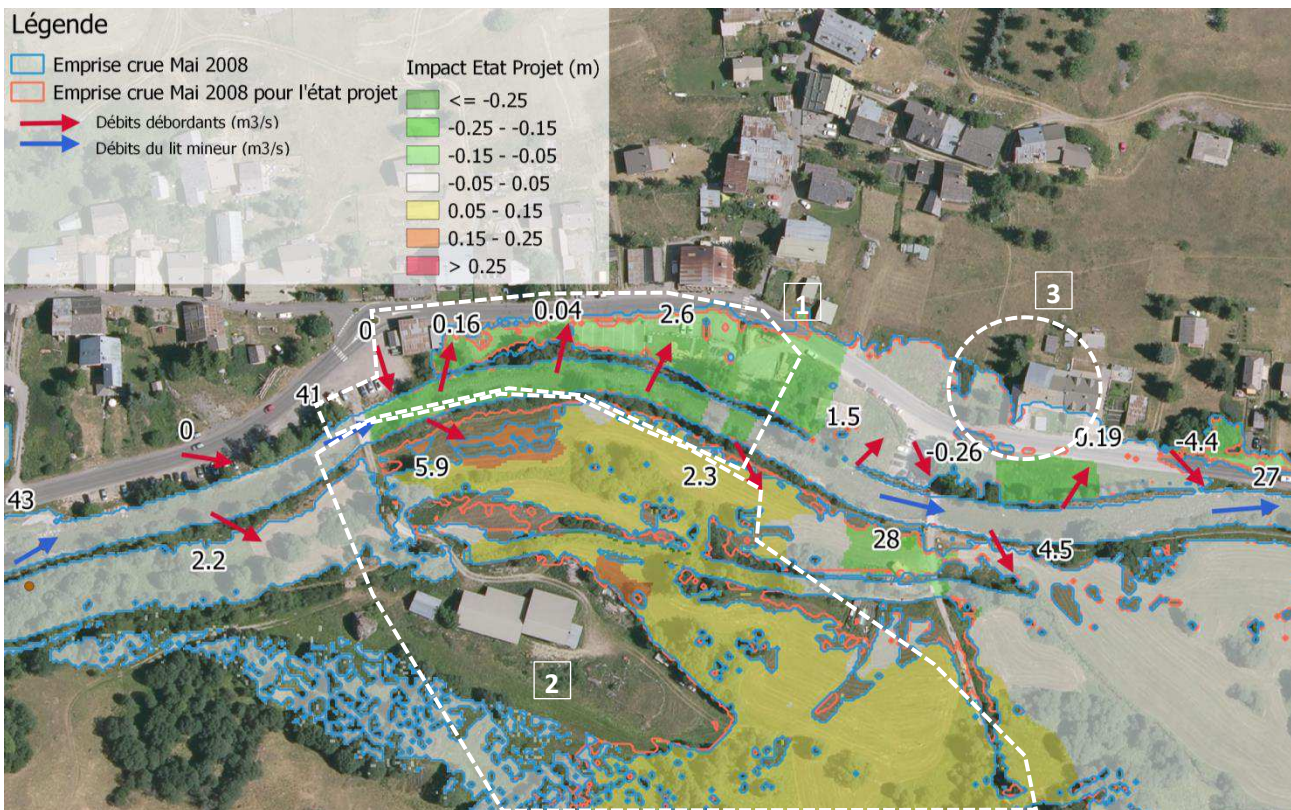 Légende
Emprise crue Mai 2008
Emprise crue Mai 2008 pour l'état projet
Débits débordants (m3/s)
Débits du lit mineur (m3/s)
Impact Etat Projet (m)
<= -0.25
-0.25 - -0.15
-0.15 - -0.05
-0.05 - 0.05
0.05 - 0.15
0.15 - 0.25
> 0.25
1
3
0
0.16
0.04
2.6
41
0
1.5
-0.26
0.19
-4.4
27
43
5.9
2.3
2.2
28
4.5
2